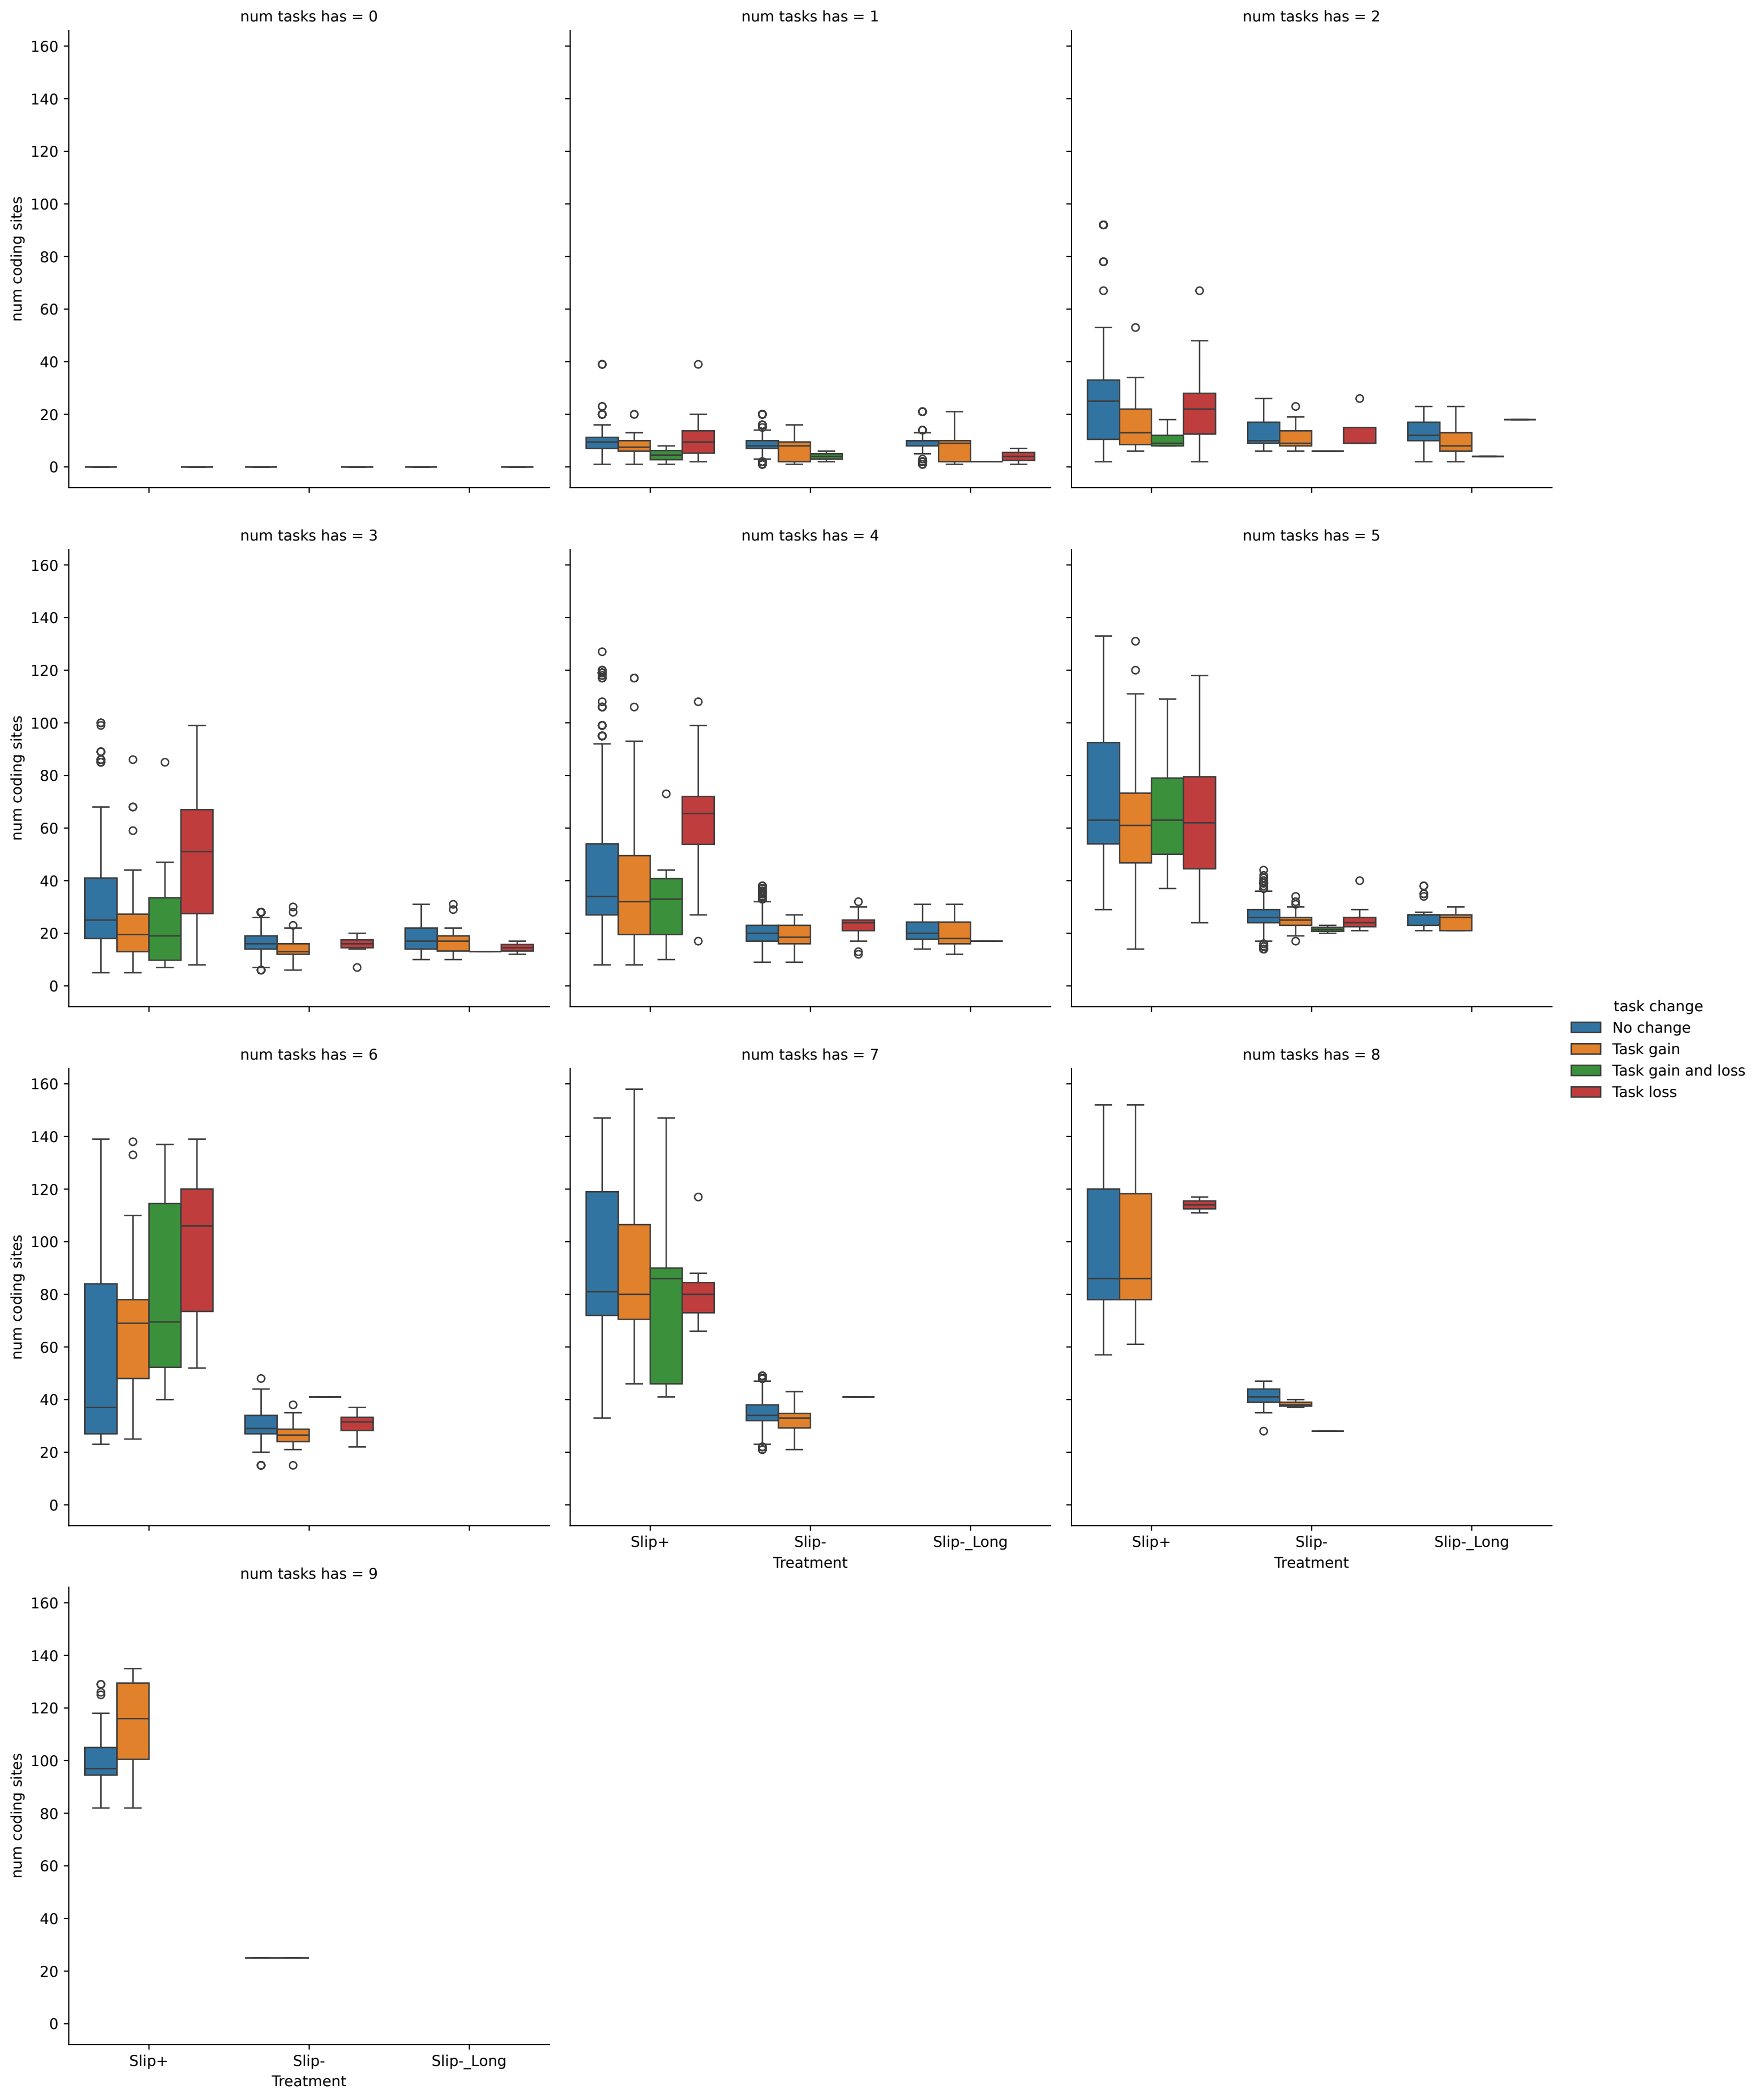 num tasks has = 0
num tasks has = 1
num tasks has = 2
160
140
120
100
80
60
40
20
0
num coding sites
num tasks has = 3
num tasks has = 4
num tasks has = 5
160
140
120
100
80
60
40
20
0
num coding sites
task change
No change
Task gain
Task gain and loss
Task loss
num tasks has = 6
num tasks has = 7
num tasks has = 8
160
140
120
100
80
60
40
20
0
num coding sites
Slip+ Slip- Slip-_Long
Treatment
Slip+ Slip- Slip-_Long
Treatment
num tasks has = 9
160
140
120
100
80
60
40
20
0
num coding sites
Slip+ Slip- Slip-_Long
Treatment